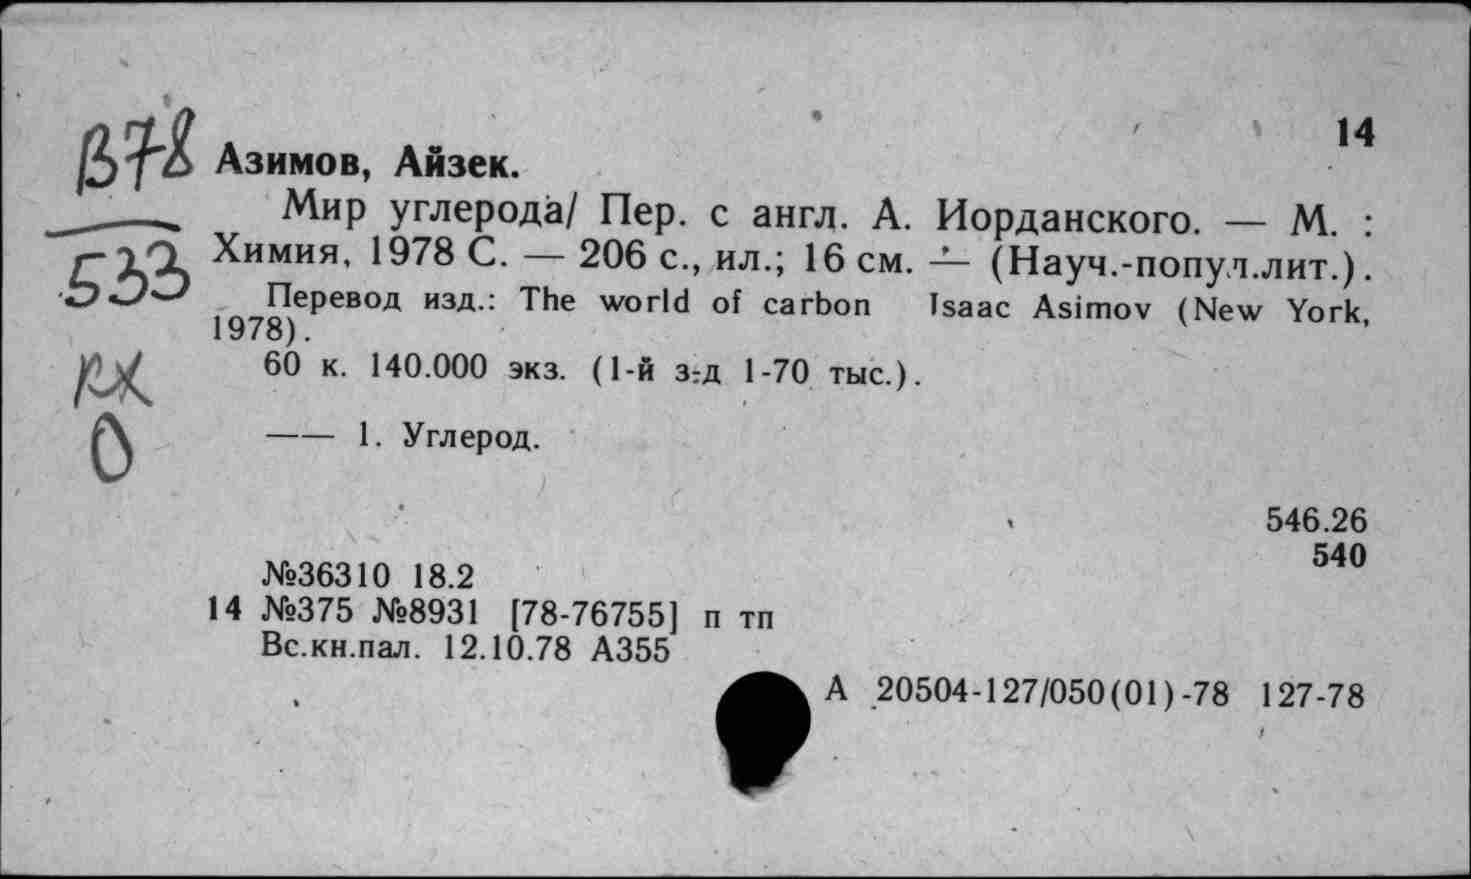 14
В78
533
Азимов, Айзек.
Мир углерода/ Пер. с англ. А. Иорданского. — М. :
Химия, 1978 С. — 206 с., ил.; 16 см. — (Науч.-попул.лит.).
Перевод изд.: The world of carbon Isaac Asimov (New York,
1978).
60 к. 140.000 экз. (1-й з-д 1-70 тыс.).
—— 1. Углерод.
546.26
540
№36310 18.2
14 №375 №8931 [78-76755] п тп
Вс.кн.пал. 12.10.78 А355
А 20504-127/050(01)-78 127-78